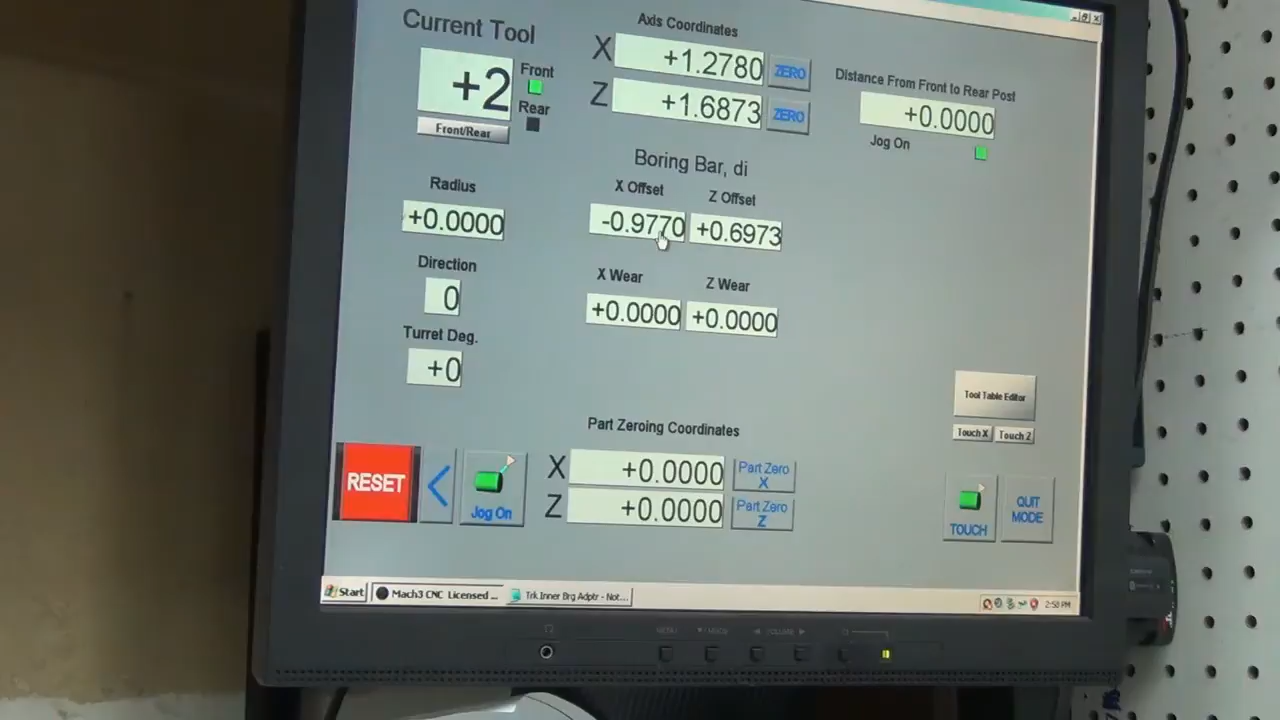 Current Tool
+2
Front
Rear
Front/Rear
Axis Coordinates
X +1.2780 ZERO
Z +1.6873 ZERO
Distance From Front to Rear Post
+0.0000
Jog On
Boring Bar, di
Radius
+0.0000
X Offset Z Offset
-0.9770 +0.6973
Direction
0
X Wear Z Wear
+0.0000 +0.0000
Turret Deg.
+0
Tool Table Editor
Touch X Touch Z
Part Zeroing Coordinates
X +0.0000 Part Zero X
Z +0.0000 Part Zero Z
RESET
Jog On
TOUCH
QUIT MODE
Start
Mach3 CNC Licensed ...
Trk Inner Brg Adptr - Not...
2:50 PM
MENU